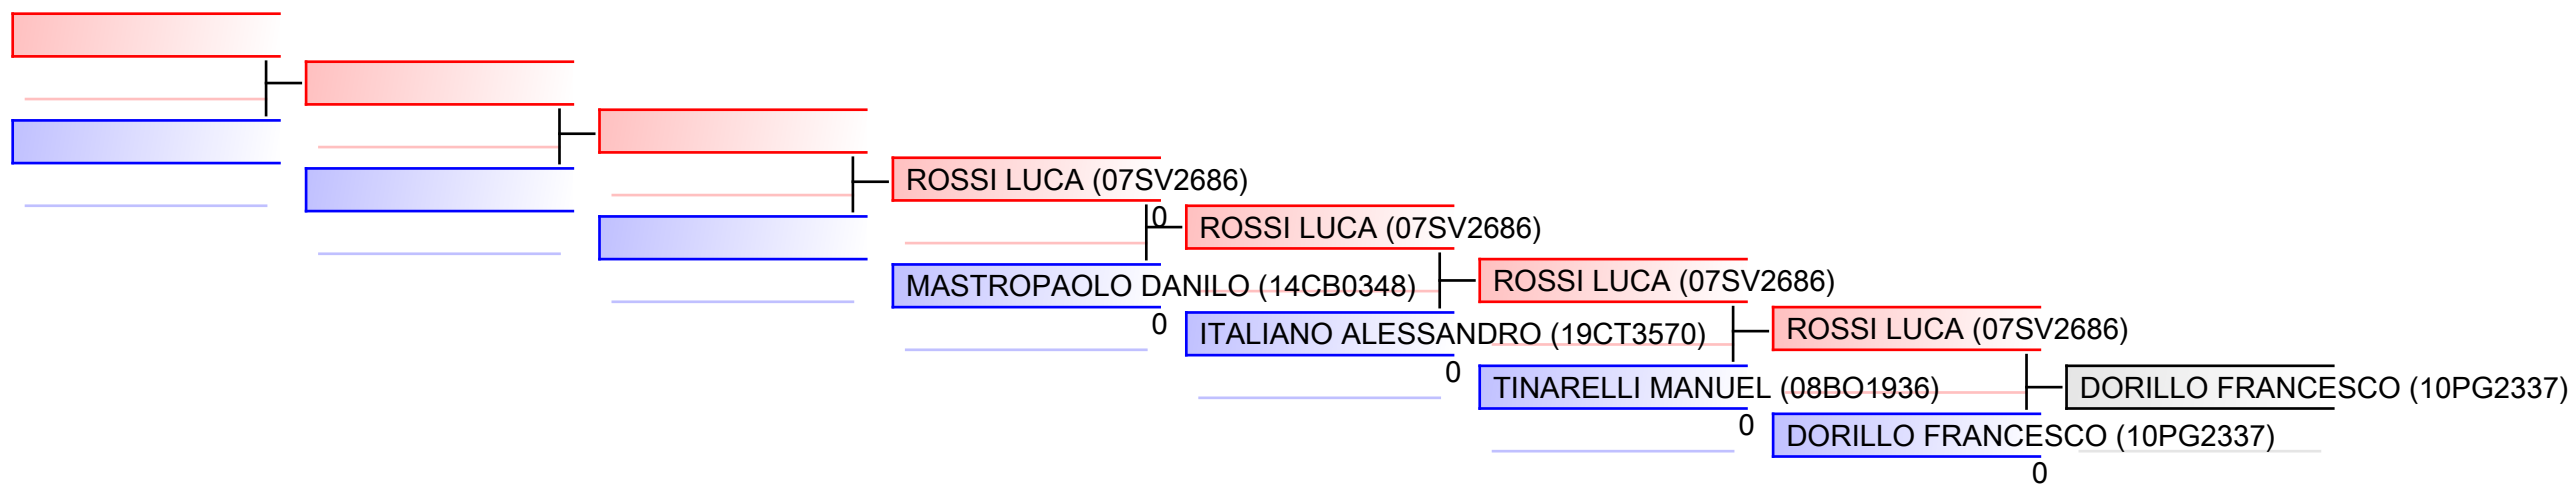 ROSSI LUCA (07SV2686)
0
ROSSI LUCA (07SV2686)
MASTROPAOLO DANILO (14CB0348)
0
ROSSI LUCA (07SV2686)
ITALIANO ALESSANDRO (19CT3570)
0
ROSSI LUCA (07SV2686)
TINARELLI MANUEL (08BO1936)
0
DORILLO FRANCESCO (10PG2337)
DORILLO FRANCESCO (10PG2337)
0